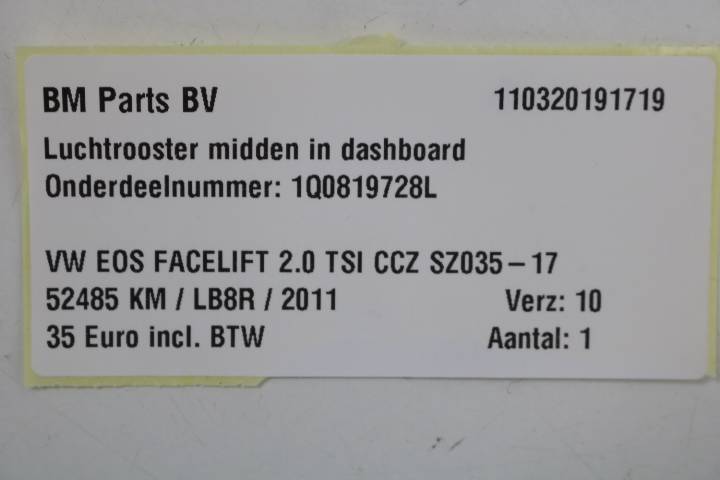 BM Parts BV 110320191719
Luchtrooster midden in dashboard
Onderdeelnummer: 1Q0819728L
VW EOS FACELIFT 2.0 TSI CCZ SZ035-17
52485 KM / LB8R / 2011 Verz: 10
35 Euro incl. BTW Aantal: 1